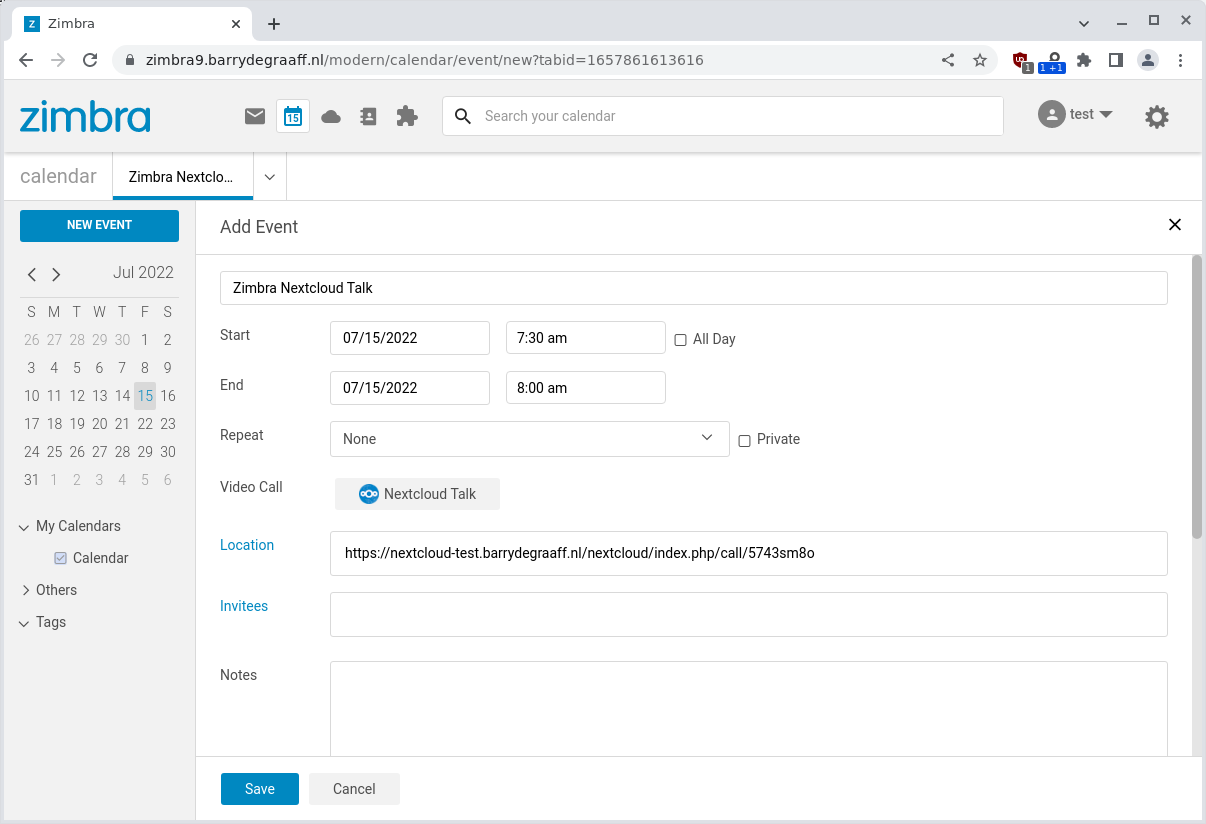 Z Zimbra
zimbra9.barrydegraaff.nl/modern/calendar/event/new?tabid=1657861613616
1 1 +1
zimbra
15
Search your calendar
test
calendar
Zimbra Nextclo...
NEW EVENT
Add Event
Jul 2022
S M T W T F S
26 27 28 29 30 1 2
3 4 5 6 7 8 9
10 11 12 13 14 15 16
17 18 19 20 21 22 23
24 25 26 27 28 29 30
31 1 2 3 4 5 6
My Calendars
Calendar
Others
Tags
Zimbra Nextcloud Talk
Start 07/15/2022 7:30 am All Day
End 07/15/2022 8:00 am
Repeat None Private
Video Call Nextcloud Talk
Location https://nextcloud-test.barrydegraaff.nl/nextcloud/index.php/call/5743sm8o
Invitees
Notes
Save Cancel